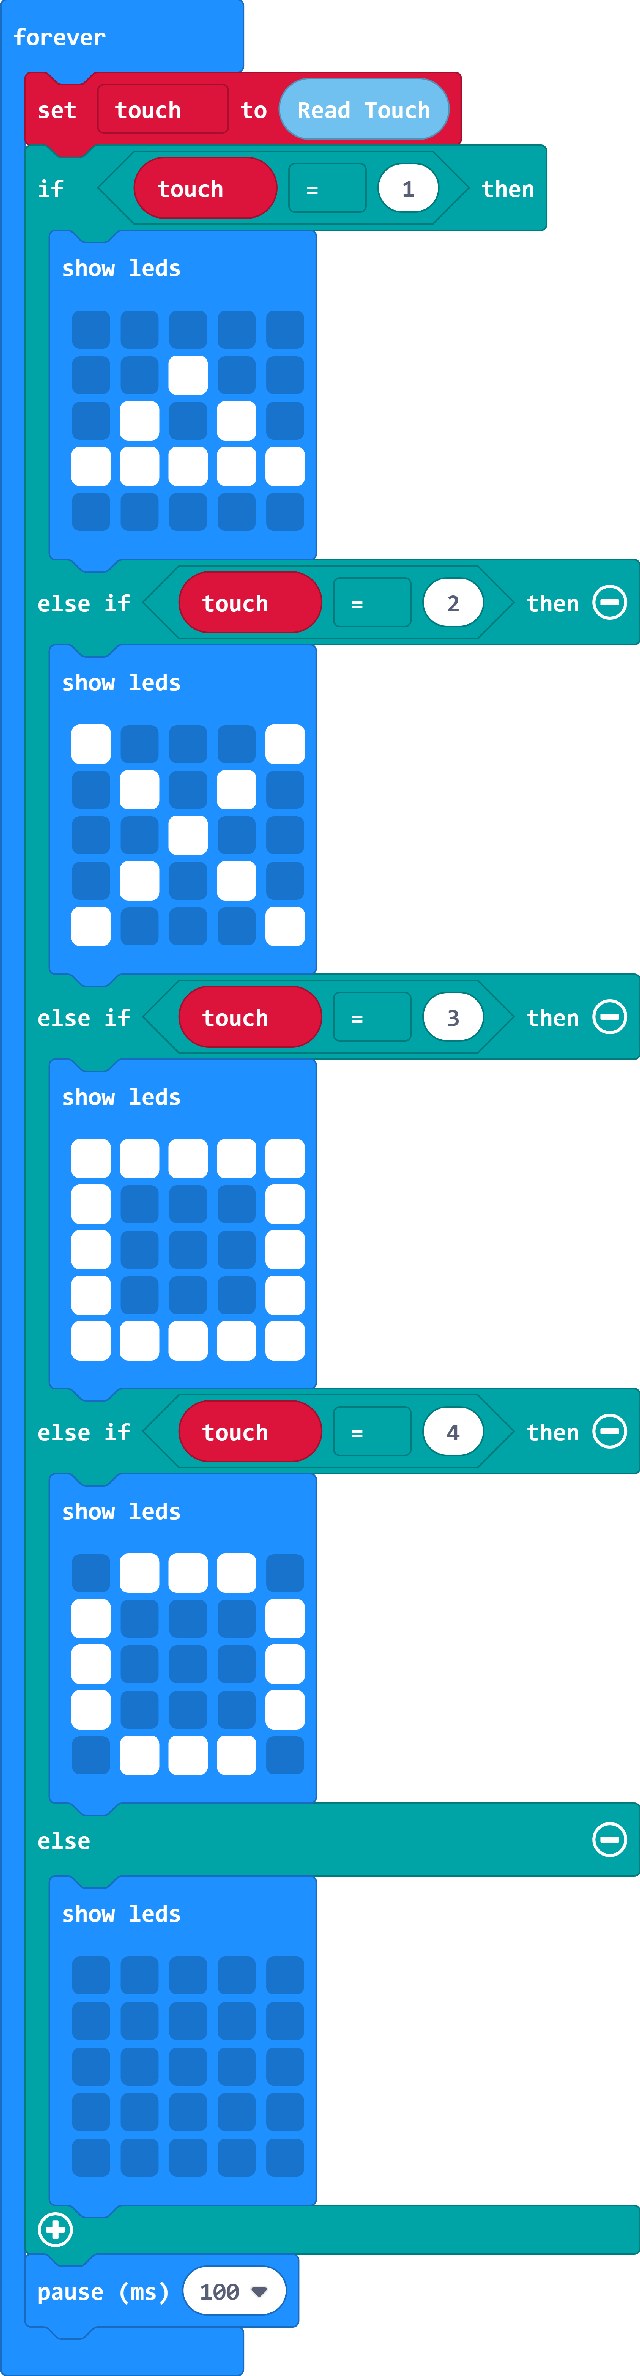 forever
set touch to Read Touch
if touch = 1 then
show leds
else if touch = 2 then
show leds
else if touch = 3 then
show leds
else if touch = 4 then
show leds
else
show leds
pause (ms) 100